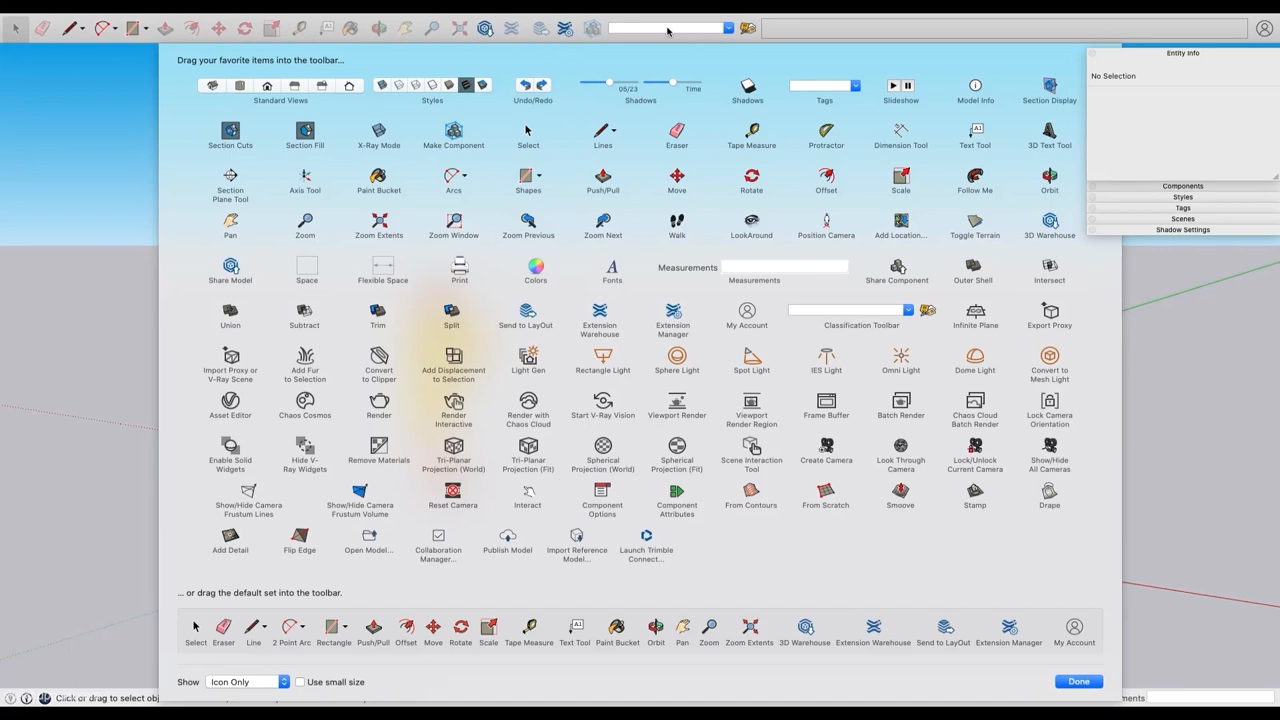 Entity Info
No Selection
Components
Styles
Tags
Scenes
Shadow Settings
Drag your favorite items into the toolbar...
05/23 Time
Standard Views Styles Undo/Redo Shadows Shadows Tags Slideshow Model Info Section Display
Section Cuts Section Fill X-Ray Mode Make Component Select Lines Eraser Tape Measure Protractor Dimension Tool Text Tool 3D Text Tool
Section Plane Tool Axis Tool Paint Bucket Arcs Shapes Push/Pull Move Rotate Offset Scale Follow Me Orbit
Pan Zoom Zoom Extents Zoom Window Zoom Previous Zoom Next Walk LookAround Position Camera Add Location... Toggle Terrain 3D Warehouse
Measurements
Share Model Space Flexible Space Print Colors Fonts Measurements Share Component Outer Shell Intersect
Union Subtract Trim Split Send to LayOut Extension Warehouse Extension Manager My Account Classification Toolbar Infinite Plane Export Proxy
Import Proxy or V-Ray Scene Add Fur to Selection Convert to Clipper Add Displacement to Selection Light Gen Rectangle Light Sphere Light Spot Light IES Light Omni Light Dome Light Convert to Mesh Light
Asset Editor Chaos Cosmos Render Render Interactive Render with Chaos Cloud Start V-Ray Vision Viewport Render Viewport Render Region Frame Buffer Batch Render Chaos Cloud Batch Render Lock Camera Orientation
Enable Solid Widgets Hide V-Ray Widgets Remove Materials Tri-Planar Projection (World) Tri-Planar Projection (Fit) Spherical Projection (World) Spherical Projection (Fit) Scene Interaction Tool Create Camera Look Through Camera Lock/Unlock Current Camera Show/Hide All Cameras
Show/Hide Camera Frustum Lines Show/Hide Camera Frustum Volume Reset Camera Interact Component Options Component Attributes From Contours From Scratch Smoove Stamp Drape
Add Detail Flip Edge Open Model... Collaboration Manager... Publish Model Import Reference Model... Launch Trimble Connect...
... or drag the default set into the toolbar.
Select Eraser Line 2 Point Arc Rectangle Push/Pull Offset Move Rotate Scale Tape Measure Text Tool Paint Bucket Orbit Pan Zoom Zoom Extents 3D Warehouse Extension Warehouse Send to LayOut Extension Manager My Account
Show Icon Only Use small size Done
Click or drag to select obj ments